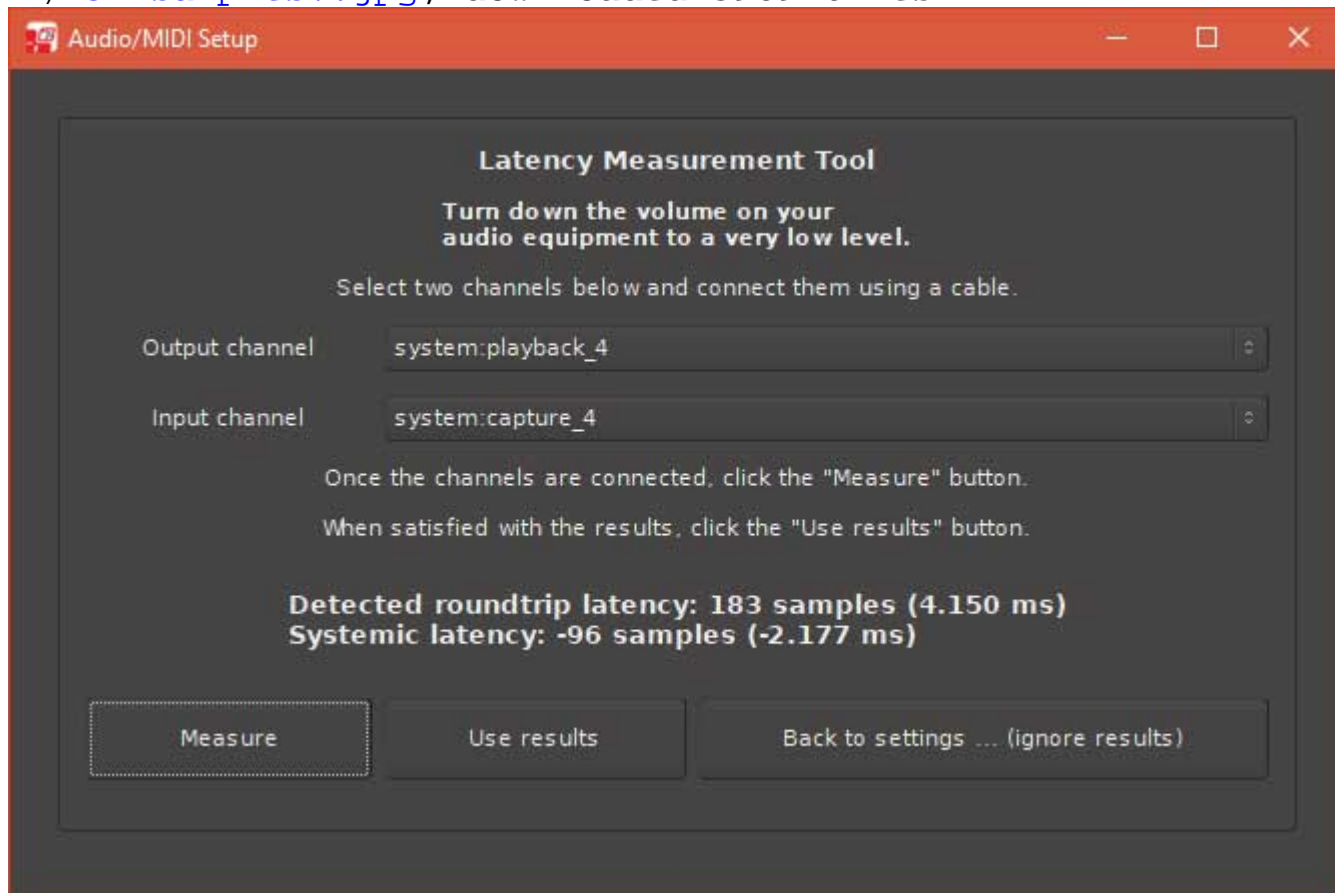 Audio/MIDI Setup
Latency Measurement Tool
Turn down the volume on your
audio equipment to a very low level.
Select two channels below and connect them using a cable.
Output channel system:playback_4
Input channel system:capture_4
Once the channels are connected, click the "Measure" button.
When satisfied with the results, click the "Use results" button.
Detected roundtrip latency: 183 samples (4.150 ms)
Systemic latency: -96 samples (-2.177 ms)
Measure Use results Back to settings ... (ignore results)